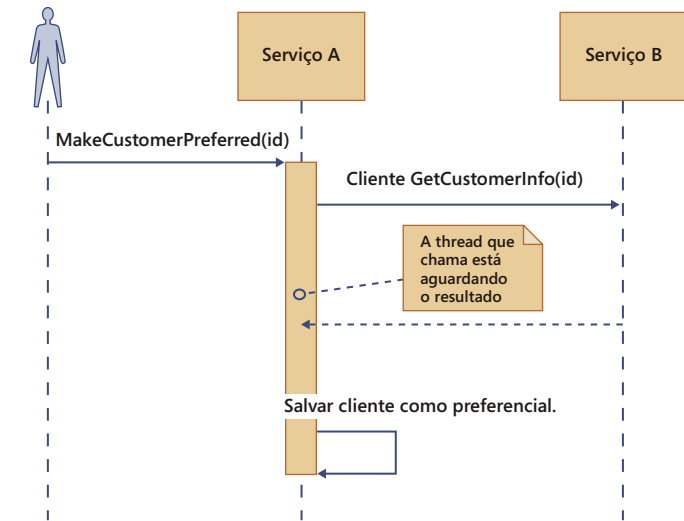 Serviço A
Serviço B
MakeCustomerPreferred(id)
Cliente GetCustomerInfo(id)
A thread que
chama está
aguardando
o resultado
Salvar cliente como preferencial.